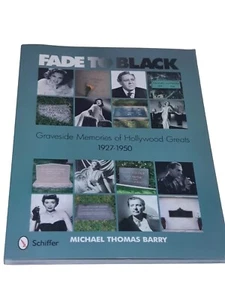 FADE TO BLACK
Graveside Memories of Hollywood Greats
1927-1950
Schiffer
MICHAEL THOMAS BARRY